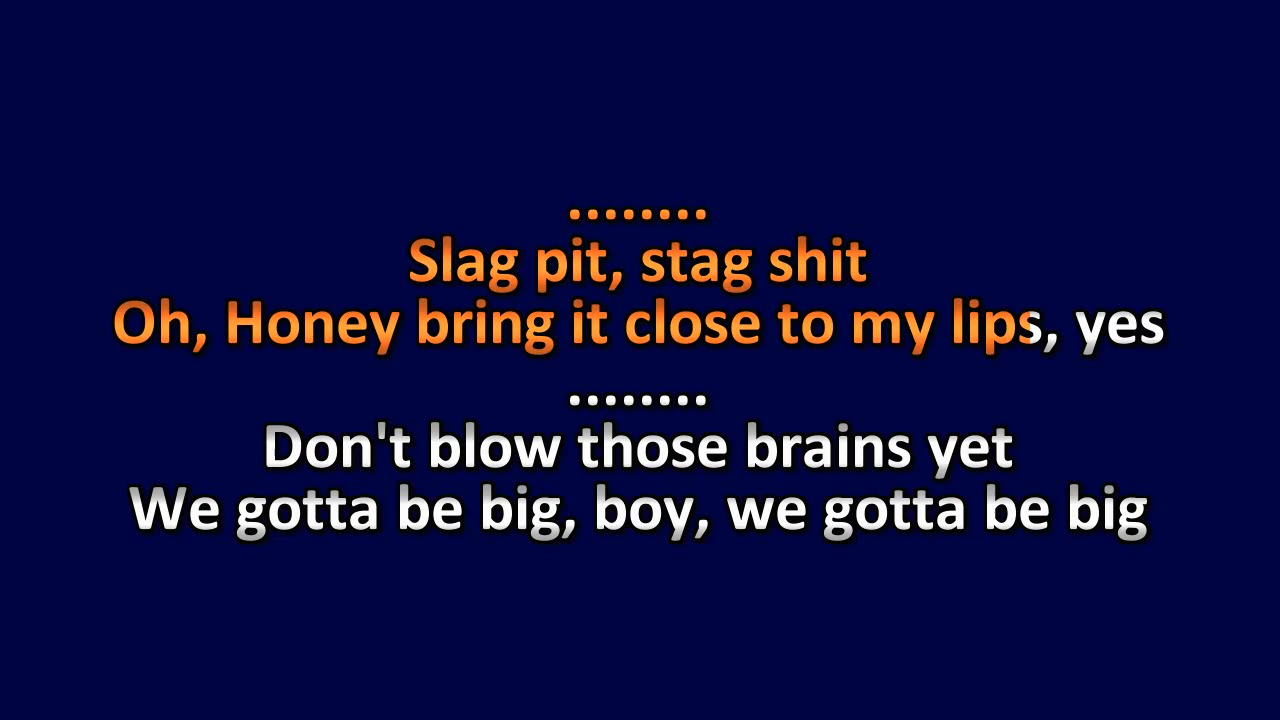 ........
Slag pit, stag shit
Oh, Honey bring it close to my lips, yes
........
Don't blow those brains yet
We gotta be big, boy, we gotta be big